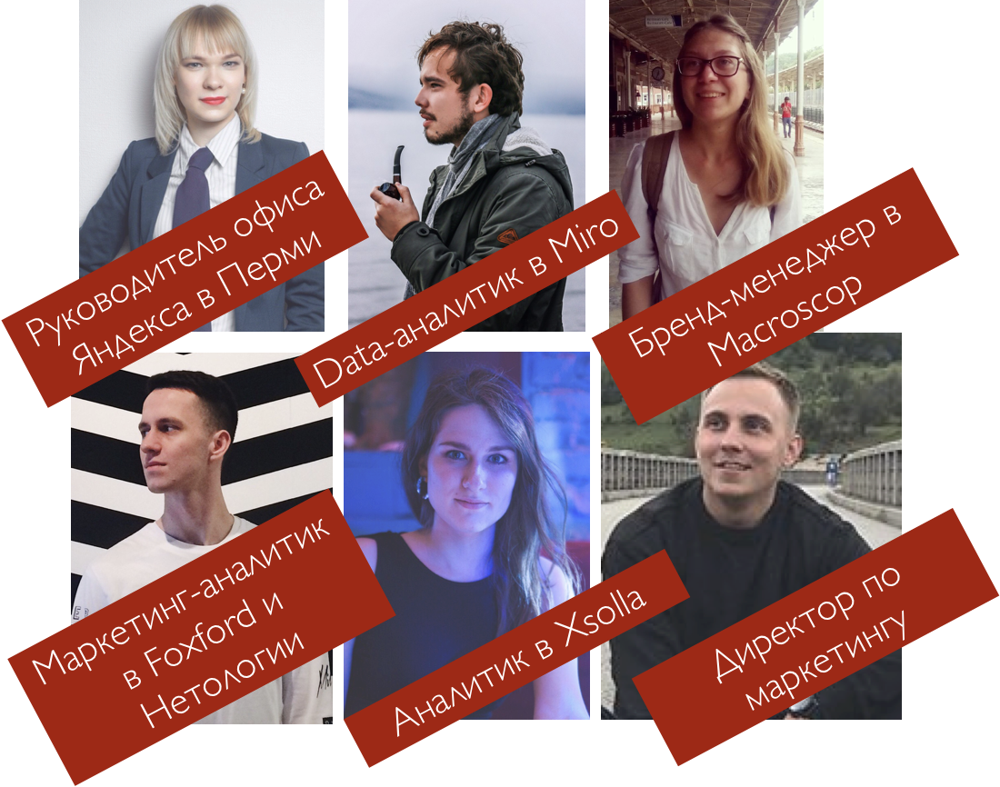 Руководитель офиса
Яндекса в Перми
Data-аналитик в Miro
Бренд-менеджер в
Macroscop
Маркетинг-аналитик
в Foxford и
Нетологии
Аналитик в Xsolla
Директор по
маркетингу